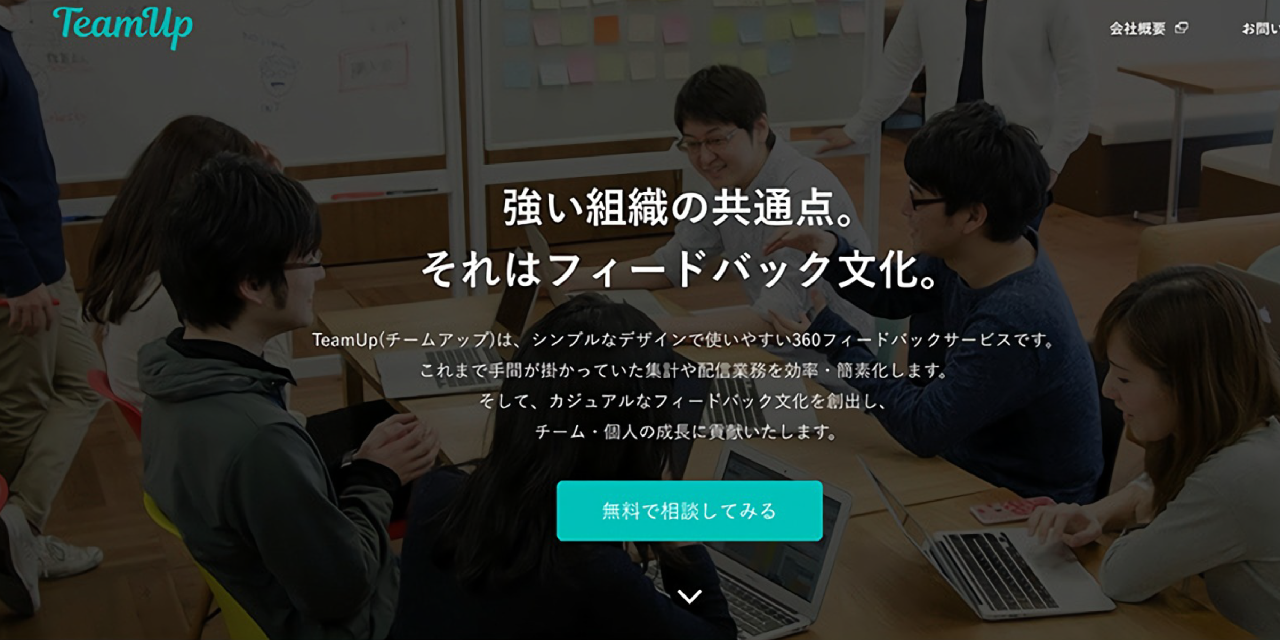 TeamUp
会社概要
お問い
強い組織の共通点。
それはフィードバック文化。
TeamUp(チームアップ)は、シンプルなデザインで使いやすい360フィードバックサービスです。
これまで手間が掛かっていた集計や配信業務を効率・簡素化します。
そして、カジュアルなフィードバック文化を創出し、
チーム・個人の成長に貢献いたします。
無料で相談してみる